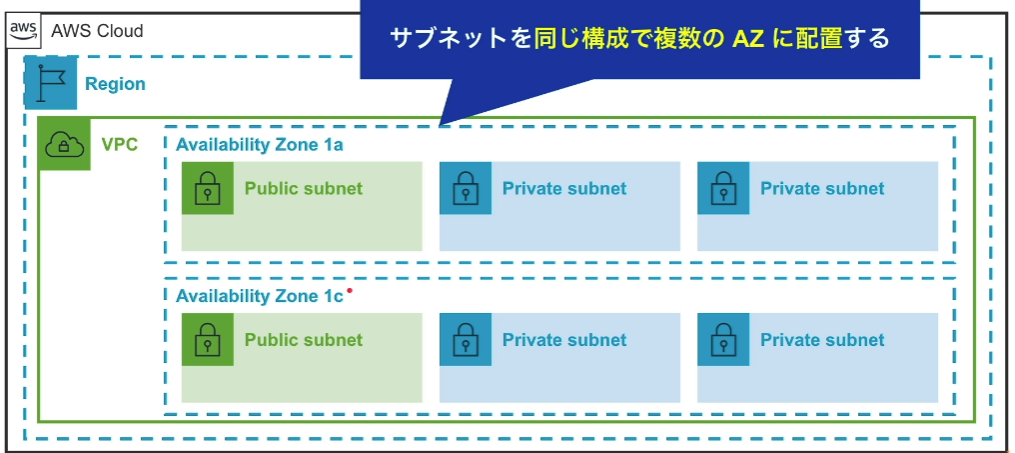 aws
AWS Cloud
サブネットを同じ構成で複数の AZ に配置する
Region
VPC
Availability Zone 1a
Public subnet
Private subnet
Private subnet
Availability Zone 1c
Public subnet
Private subnet
Private subnet